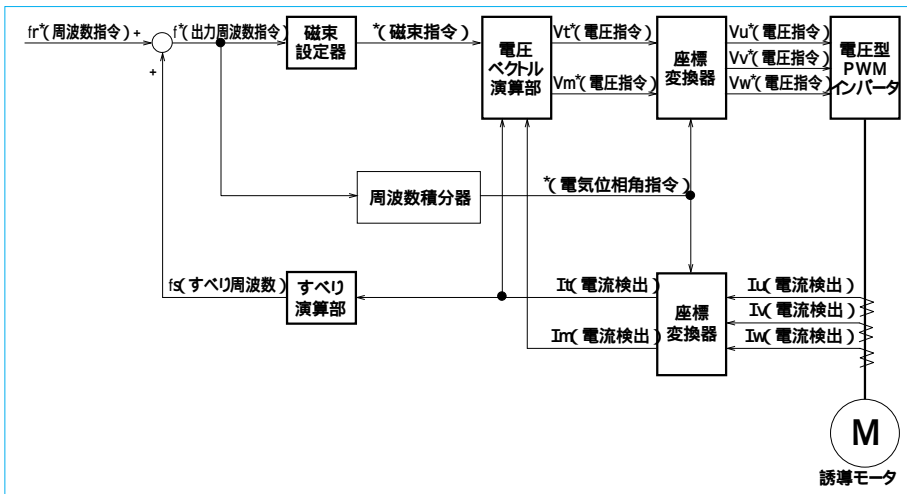 fr*(周波数指令) +
f*(出力周波数指令)
+
磁束
設定器
*(磁束指令)
電圧
ベクトル
演算部
Vt*(電圧指令)
Vm*(電圧指令)
座標
変換器
Vu*(電圧指令)
Vv*(電圧指令)
Vw*(電圧指令)
電圧型
PWM
インバータ
周波数積分器
*(電気位相角指令)
fs(すべり周波数)
すべり
演算部
It(電流検出)
Im(電流検出)
座標
変換器
Iu(電流検出)
Iv(電流検出)
Iw(電流検出)
M
誘導モータ